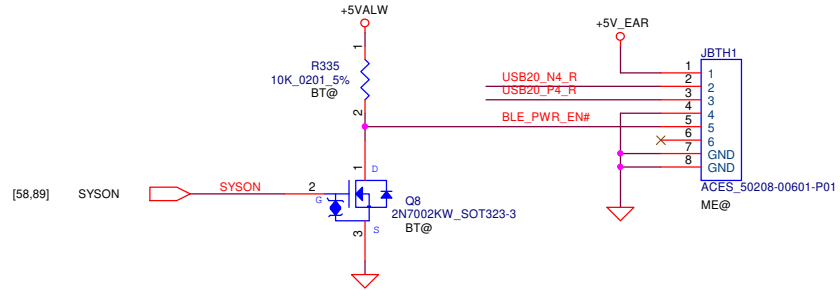 +5VALW
+5V_EAR
JBTH1
1
R335
10K_0201_5%
BT@
2
USB20_N4_R
USB20_P4_R
BLE_PWR_EN#
1 1
2 2
3 3
4 4
5 5
6 6
7 GND
8 GND
ACES_50208-00601-P01
ME@
[58,89] SYSON SYSON 2
1
D
G
S
3
Q8
2N7002KW_SOT323-3
BT@